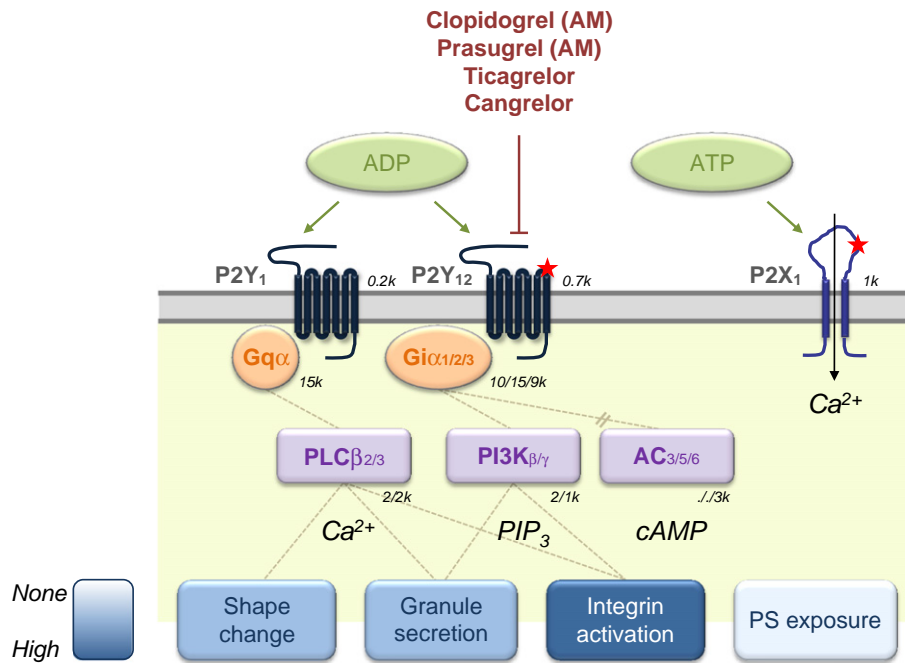 Clopidogrel (AM)
Prasugrel (AM)
Ticagrelor
Cangrelor
ADP
ATP
P2Y₁
0.2k
P2Y₁₂
0.7k
P2X₁
1k
Gqα
15k
Giα1/2/3
10/15/9k
Ca²⁺
PLCβ2/3
2/2k
PI3Kβ/γ
2/1k
AC3/5/6
././3k
Ca²⁺
PIP₃
cAMP
None
High
Shape
change
Granule
secretion
Integrin
activation
PS exposure